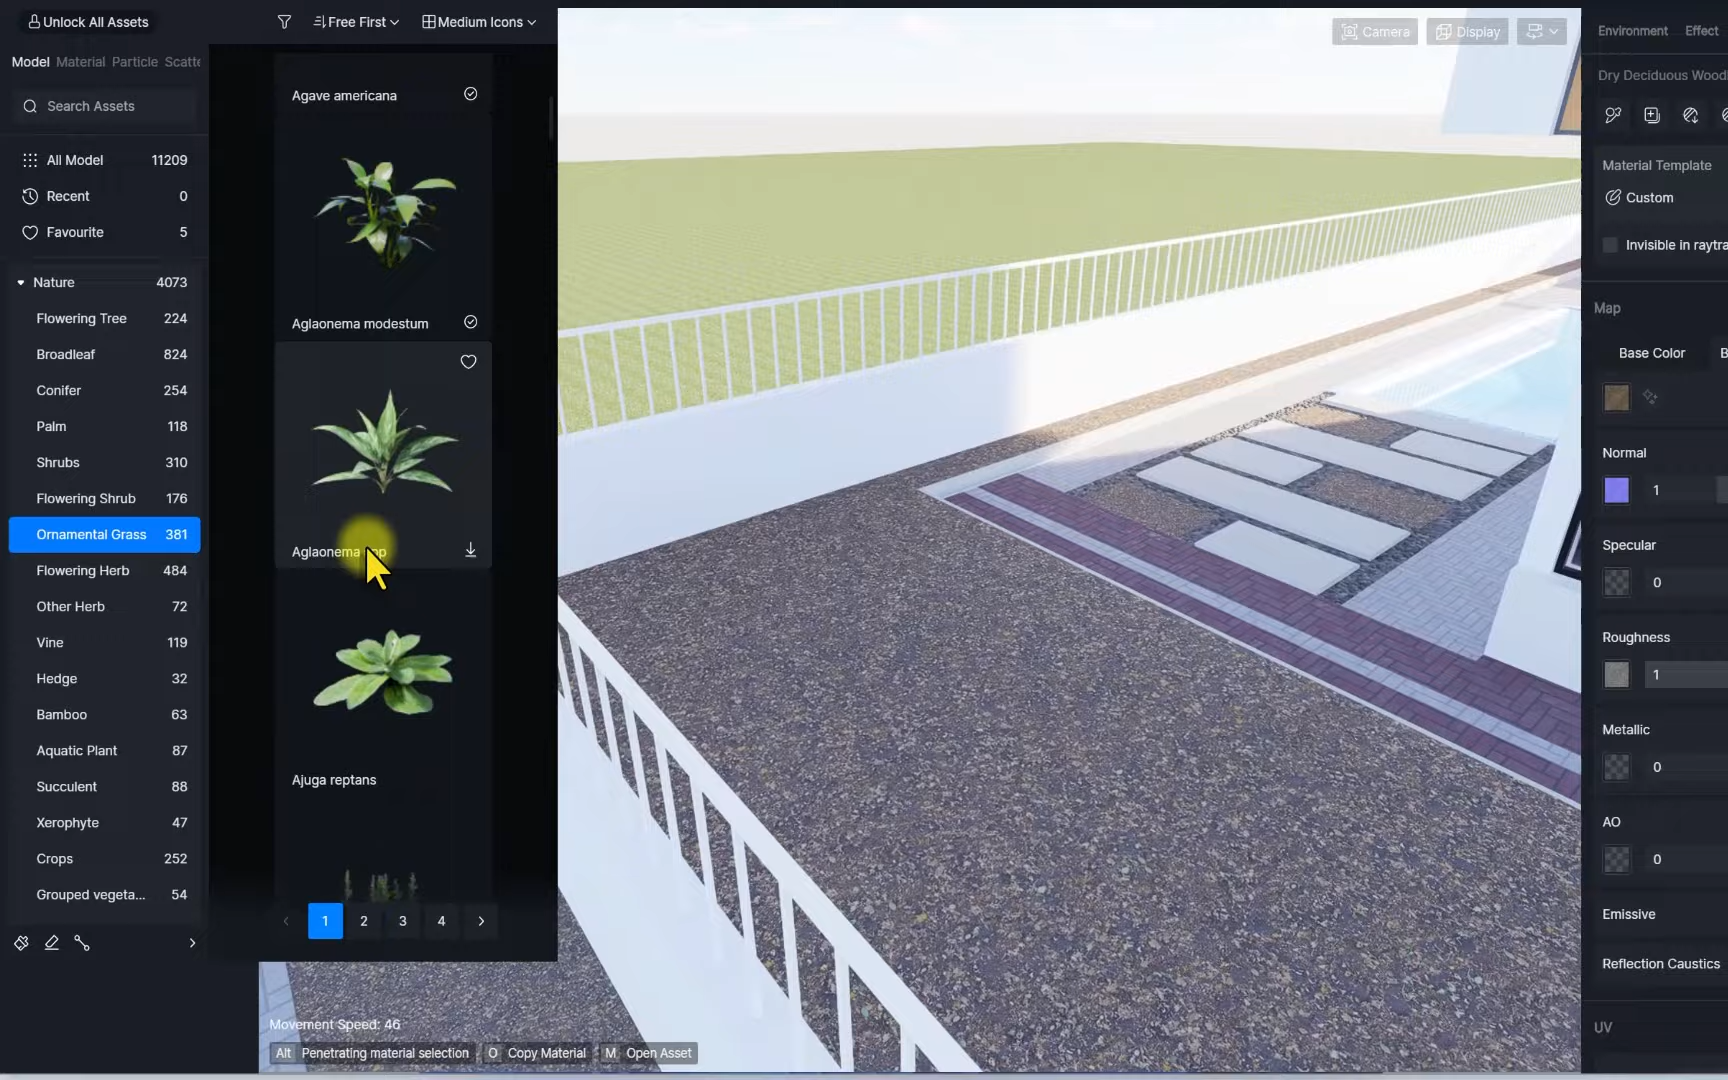 Unlock All Assets
Free First
Medium Icons
Model Material Particle Scatte
Search Assets
All Model 11209
Recent 0
Favourite 5
Nature 4073
Flowering Tree 224
Broadleaf 824
Conifer 254
Palm 118
Shrubs 310
Flowering Shrub 176
Ornamental Grass 381
Flowering Herb 484
Other Herb 72
Vine 119
Hedge 32
Bamboo 63
Aquatic Plant 87
Succulent 88
Xerophyte 47
Crops 252
Grouped vegeta... 54
Agave americana
Aglaonema modestum
Aglaonema
Ajuga reptans
1 2 3 4
Camera
Display
Movement Speed: 46
Alt Penetrating material selection O Copy Material M Open Asset
Environment Effect
Dry Deciduous Wood
Material Template
Custom
Invisible in raytra
Map
Base Color B
Normal
1
Specular
0
Roughness
1
Metallic
0
AO
0
Emissive
Reflection Caustics
UV